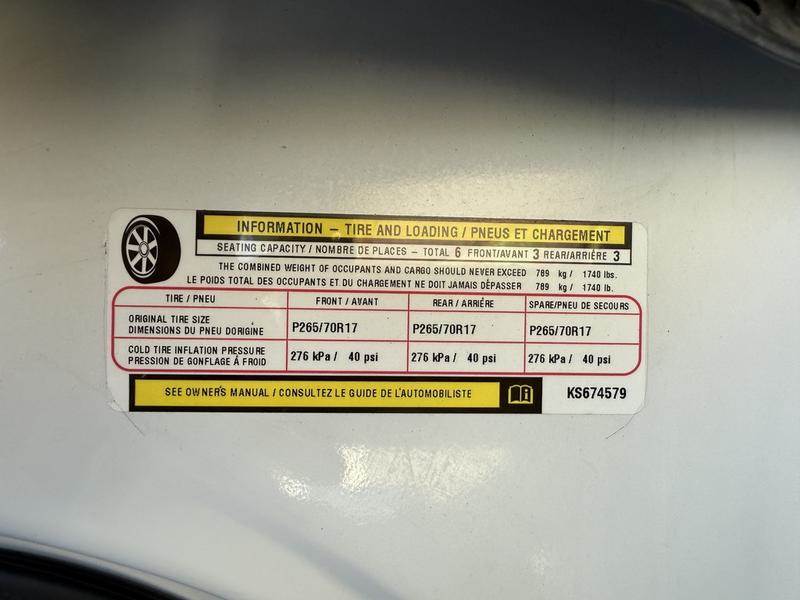 INFORMATION – TIRE AND LOADING / PNEUS ET CHARGEMENT
SEATING CAPACITY / NOMBRE DE PLACES – TOTAL 6 FRONT/AVANT 3 REAR/ARRIÈRE 3
THE COMBINED WEIGHT OF OCCUPANTS AND CARGO SHOULD NEVER EXCEED 789 kg / 1740 lbs.
LE POIDS TOTAL DES OCCUPANTS ET DU CHARGEMENT NE DOIT JAMAIS DÉPASSER 789 kg / 1740 lb.
TIRE / PNEU FRONT / AVANT REAR / ARRIÉRE SPARE/PNEU DE SECOURS
ORIGINAL TIRE SIZE
DIMENSIONS DU PNEU DORIGINE P265/70R17 P265/70R17 P265/70R17
COLD TIRE INFLATION PRESSURE
PRESSION DE GONFLAGE À FROID 276 kPa / 40 psi 276 kPa / 40 psi 276 kPa / 40 psi
SEE OWNER'S MANUAL / CONSULTEZ LE GUIDE DE L'AUTOMOBILISTE KS674579